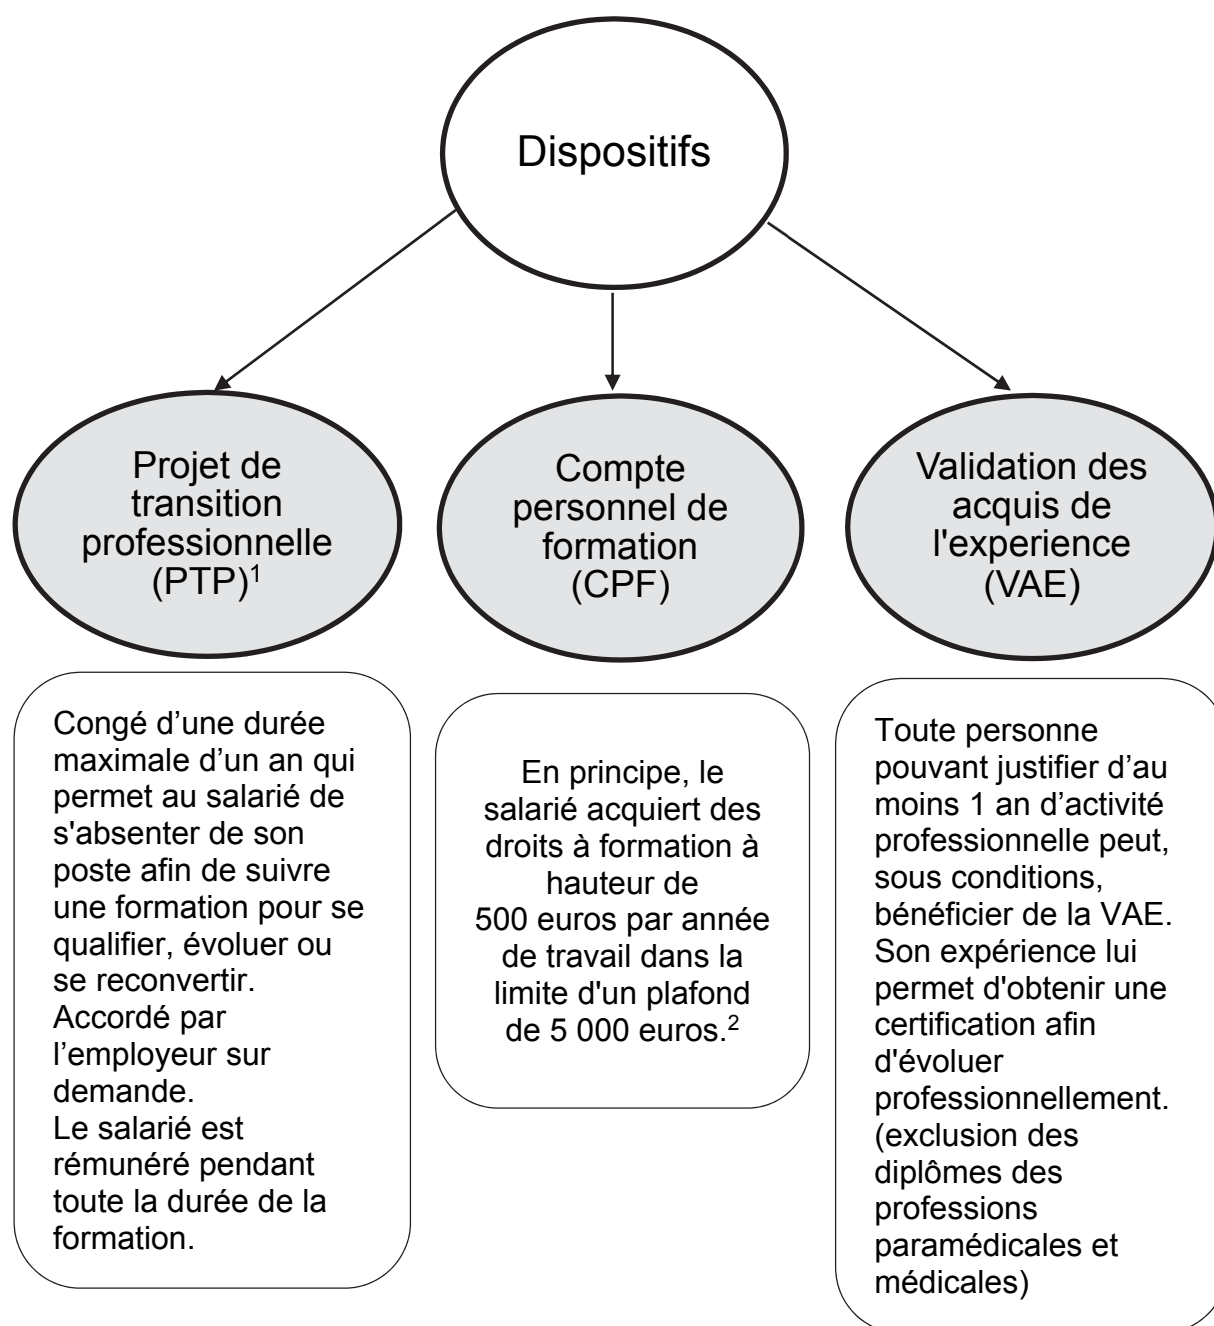 Dispositifs
Projet de
transition
professionnelle
(PTP)1
Compte
personnel de
formation
(CPF)
Validation des
acquis de
l'experience
(VAE)
Congé d’une durée
maximale d’un an qui
permet au salarié de
s'absenter de son
poste afin de suivre
une formation pour se
qualifier, évoluer ou
se reconvertir.
Accordé par
l’employeur sur
demande.
Le salarié est
rémunéré pendant
toute la durée de la
formation.
En principe, le
salarié acquiert des
droits à formation à
hauteur de
500 euros par année
de travail dans la
limite d'un plafond
de 5 000 euros.2
Toute personne
pouvant justifier d’au
moins 1 an d’activité
professionnelle peut,
sous conditions,
bénéficier de la VAE.
Son expérience lui
permet d'obtenir une
certification afin
d'évoluer
professionnellement.
(exclusion des
diplômes des
professions
paramédicales et
médicales)